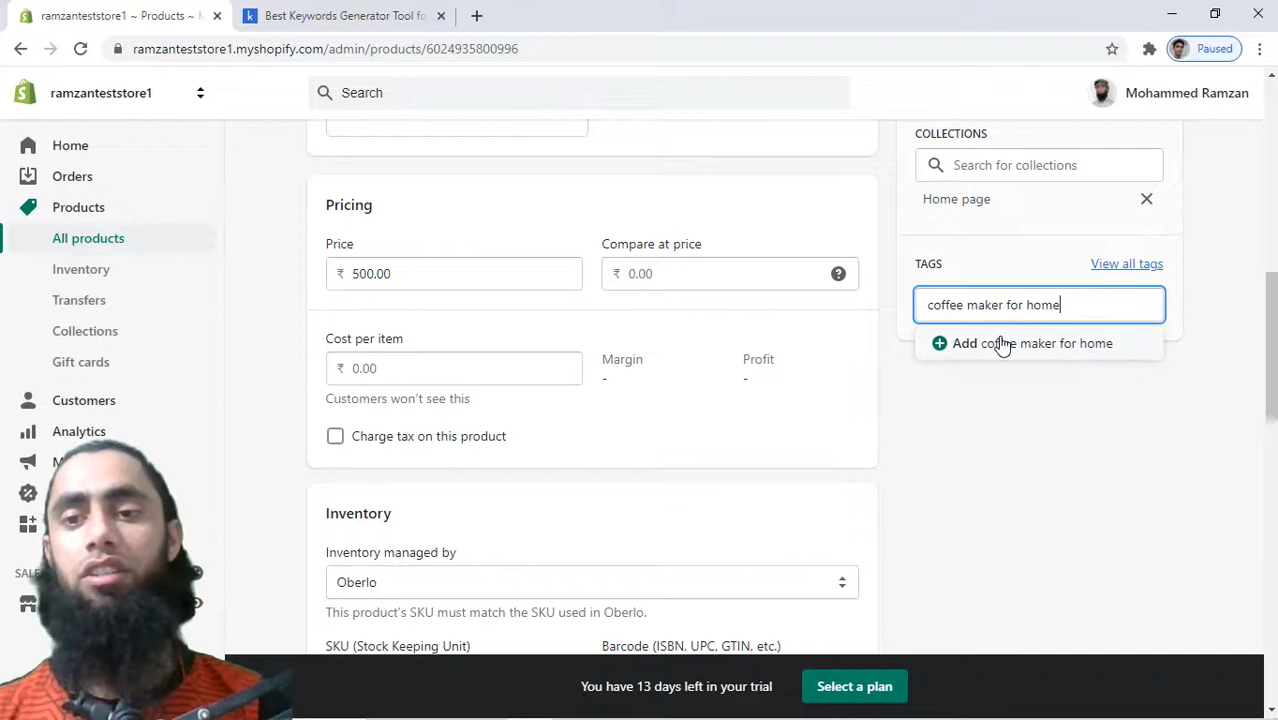 ramzanteststore1 ~ Products ~
Best Keywords Generator Tool fo
ramzanteststore1.myshopify.com/admin/products/6024935800996
Paused
ramzanteststore1
Search
Mohammed Ramzan
Home
Orders
Products
All products
Inventory
Transfers
Collections
Gift cards
Customers
Analytics
Pricing
Price
Compare at price
₹ 500.00
₹ 0.00
Cost per item
₹ 0.00
Margin
-
Profit
-
Customers won't see this
Charge tax on this product
Inventory
Inventory managed by
Oberlo
This product's SKU must match the SKU used in Oberlo.
SKU (Stock Keeping Unit)
Barcode (ISBN, UPC, GTIN, etc.)
COLLECTIONS
Search for collections
Home page
TAGS
View all tags
coffee maker for home
Add coffee maker for home
You have 13 days left in your trial
Select a plan